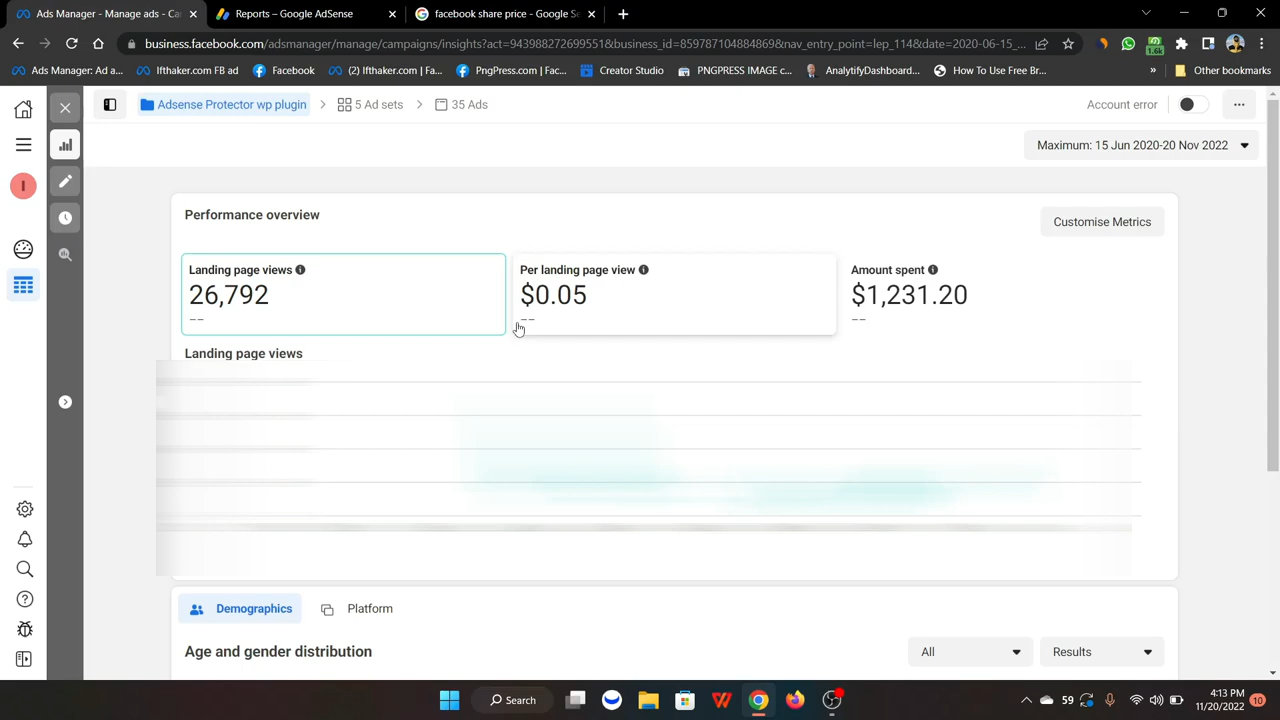 Ads Manager - Manage ads - Ca
Reports – Google AdSense
facebook share price - Google Se
business.facebook.com/adsmanager/manage/campaigns/insights?act=943988272699551&business_id=859787104884869&nav_entry_point=lep_114&date=2020-06-15_...
1.6k
Ads Manager: Ad a...
Ifthaker.com FB ad
Facebook
(2) Ifthaker.com | Fa...
PngPress.com | Fac...
Creator Studio
PNGPRESS IMAGE c...
AnalytifyDashboar...
How To Use Free Br...
»
Other bookmarks
Adsense Protector wp plugin
5 Ad sets
35 Ads
Account error
I
Maximum: 15 Jun 2020-20 Nov 2022
Performance overview
Customise Metrics
Landing page views
26,792
--
Per landing page view
$0.05
--
Amount spent
$1,231.20
--
Landing page views
Demographics
Platform
Age and gender distribution
All
Results
Search
59
4:13 PM
11/20/2022
10